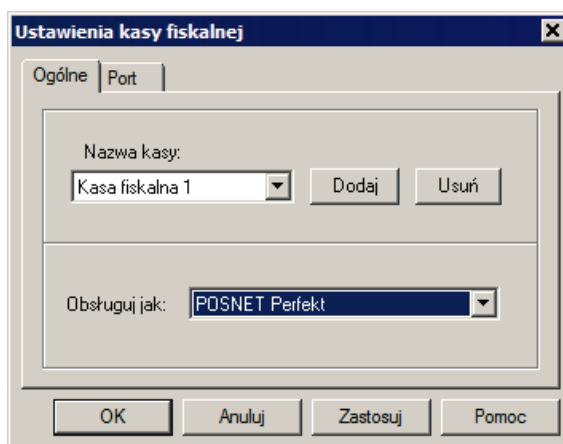 Ustawienia kasy fiskalnej
Ogólne Port
Nazwa kasy:
Kasa fiskalna 1 Dodaj Usuń
Obsługuj jak: POSNET Perfekt
OK Anuluj Zastosuj Pomoc